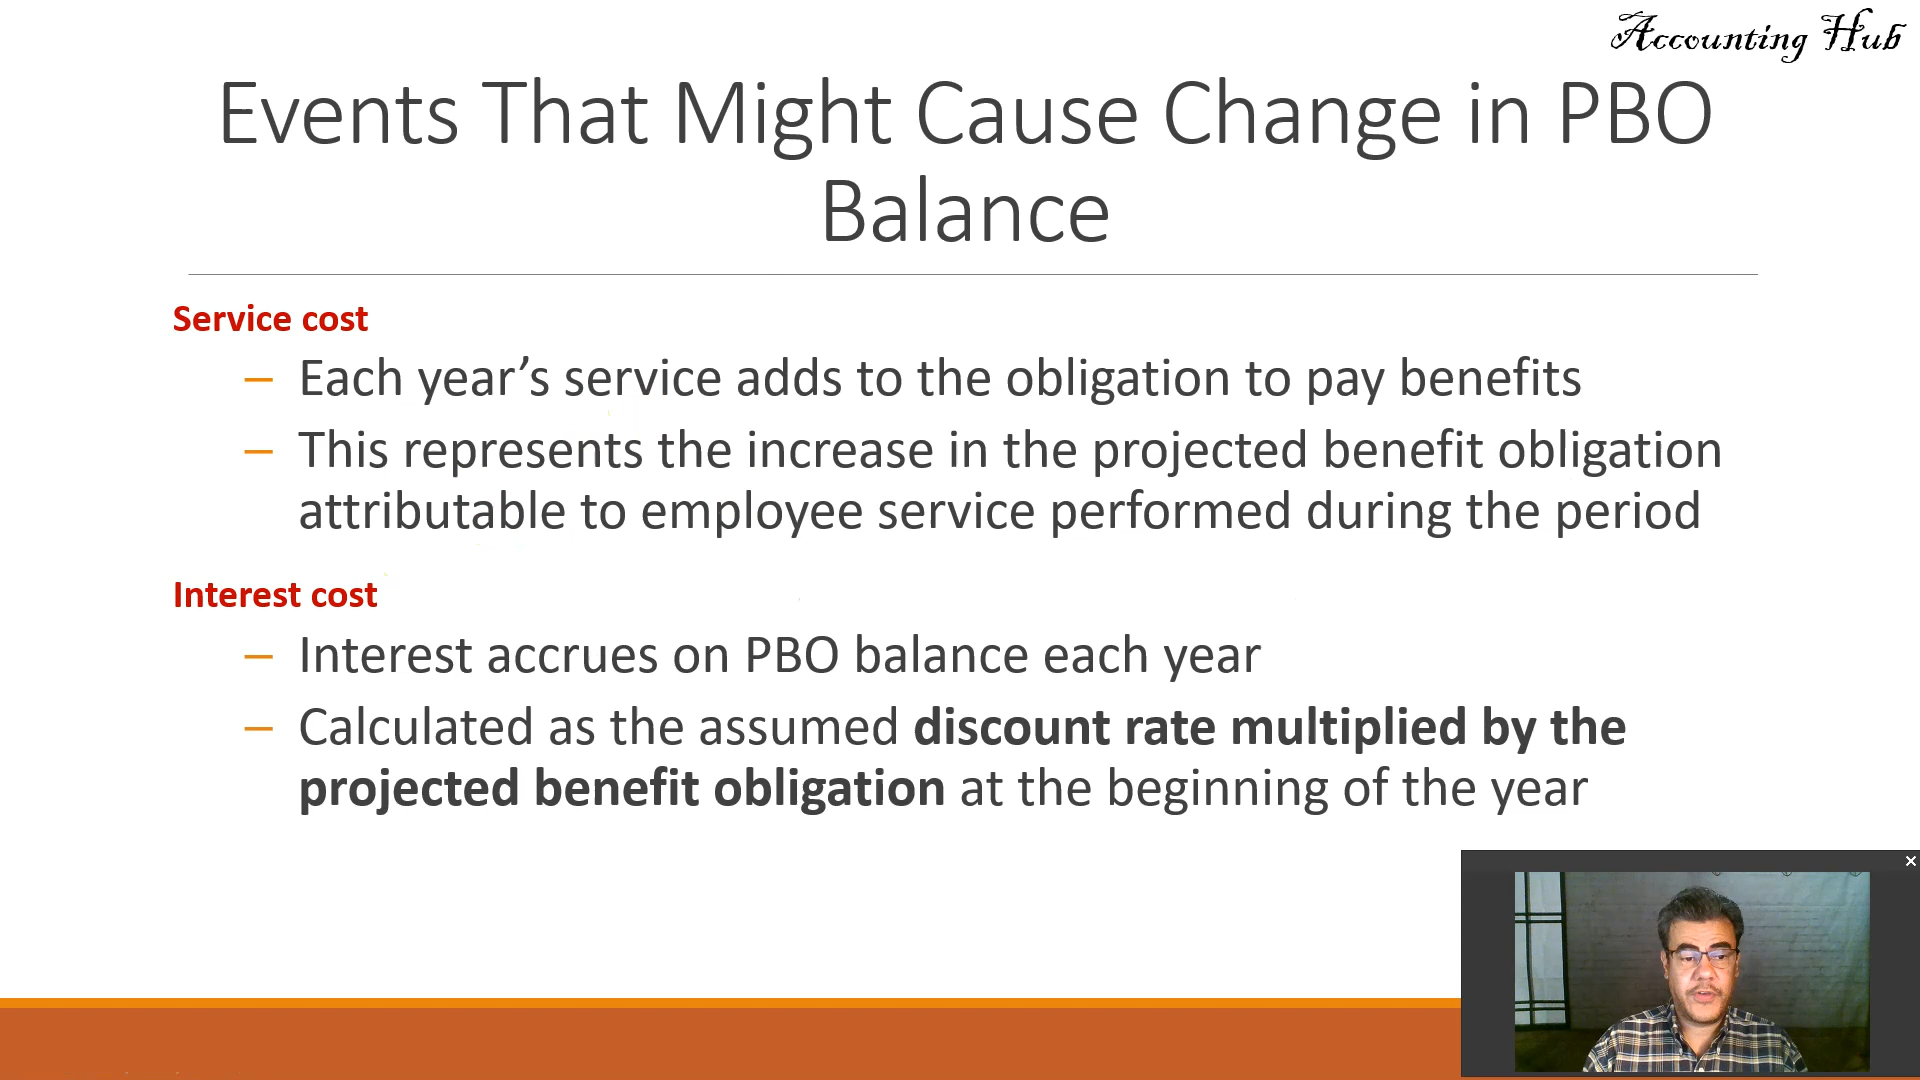 Accounting Hub
Events That Might Cause Change in PBO
Balance
Service cost
– Each year’s service adds to the obligation to pay benefits
– This represents the increase in the projected benefit obligation
attributable to employee service performed during the period
Interest cost
– Interest accrues on PBO balance each year
– Calculated as the assumed discount rate multiplied by the
projected benefit obligation at the beginning of the year